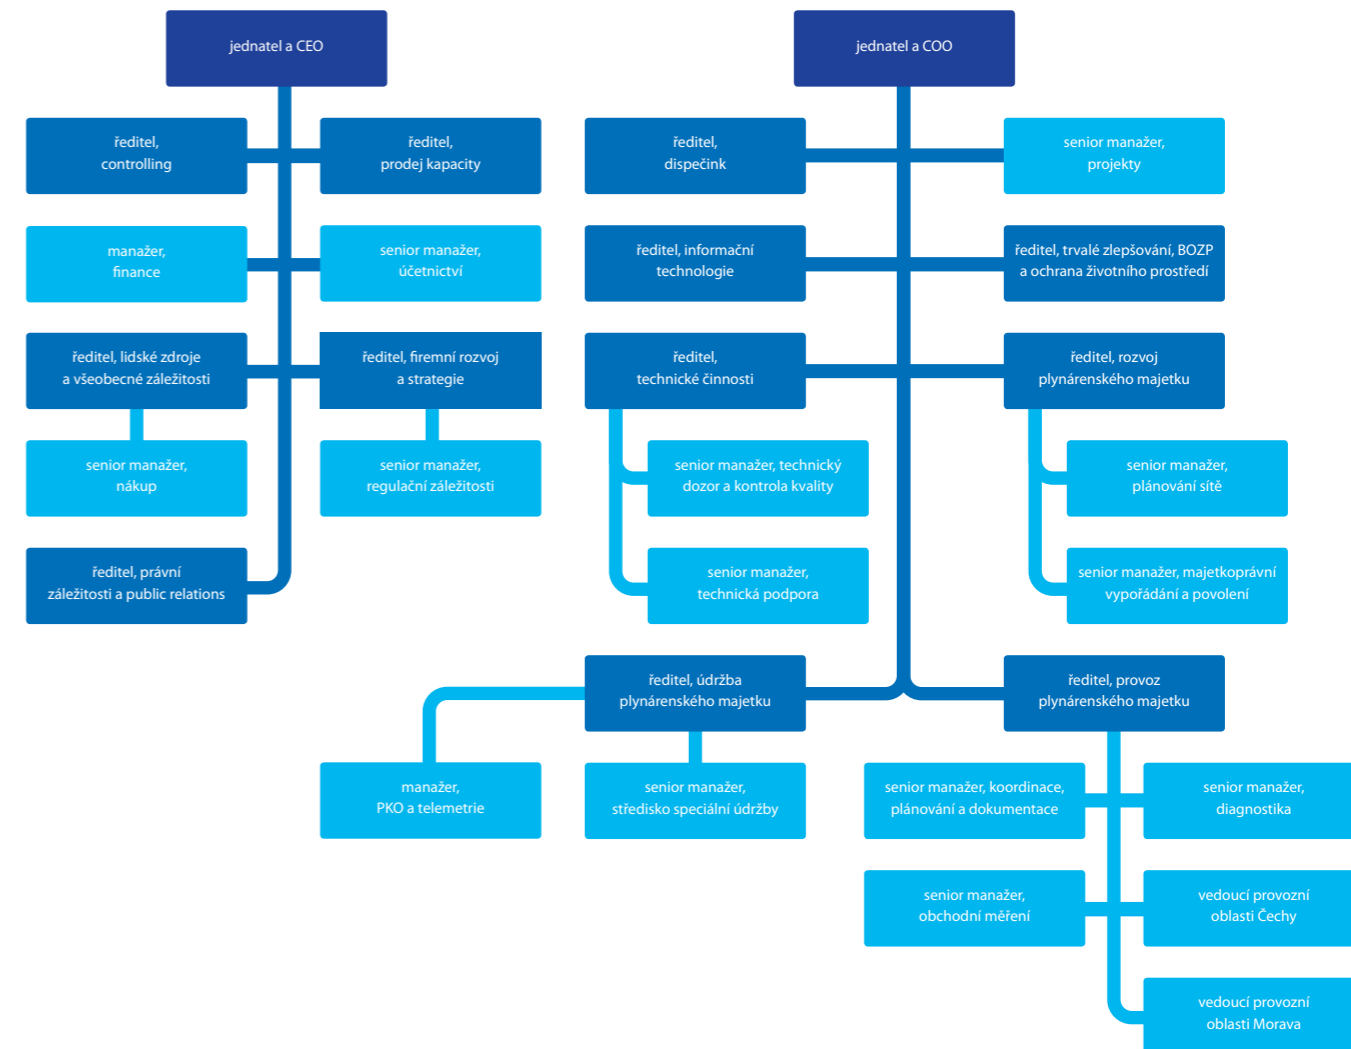 jednatel a CEO
jednatel a COO
ředitel,
controlling
ředitel,
prodej kapacity
ředitel,
dispečink
senior manažer,
projekty
manažer,
finance
senior manažer,
účetnictví
ředitel, informační
technologie
ředitel, trvalé zlepšování, BOZP
a ochrana životního prostředí
ředitel, lidské zdroje
a všeobecné záležitosti
ředitel, firemní rozvoj
a strategie
ředitel,
technické činnosti
ředitel, rozvoj
plynárenského majetku
senior manažer,
nákup
senior manažer,
regulační záležitosti
senior manažer, technický
dozor a kontrola kvality
senior manažer,
plánování sítě
ředitel, právní
záležitosti a public relations
senior manažer,
technická podpora
senior manažer, majetkoprávní
vypořádání a povolení
ředitel, údržba
plynárenského majetku
ředitel, provoz
plynárenského majetku
manažer,
PKO a telemetrie
senior manažer,
středisko speciální údržby
senior manažer, koordinace,
plánování a dokumentace
senior manažer,
diagnostika
senior manažer,
obchodní měření
vedoucí provozní
oblasti Čechy
vedoucí provozní
oblasti Morava